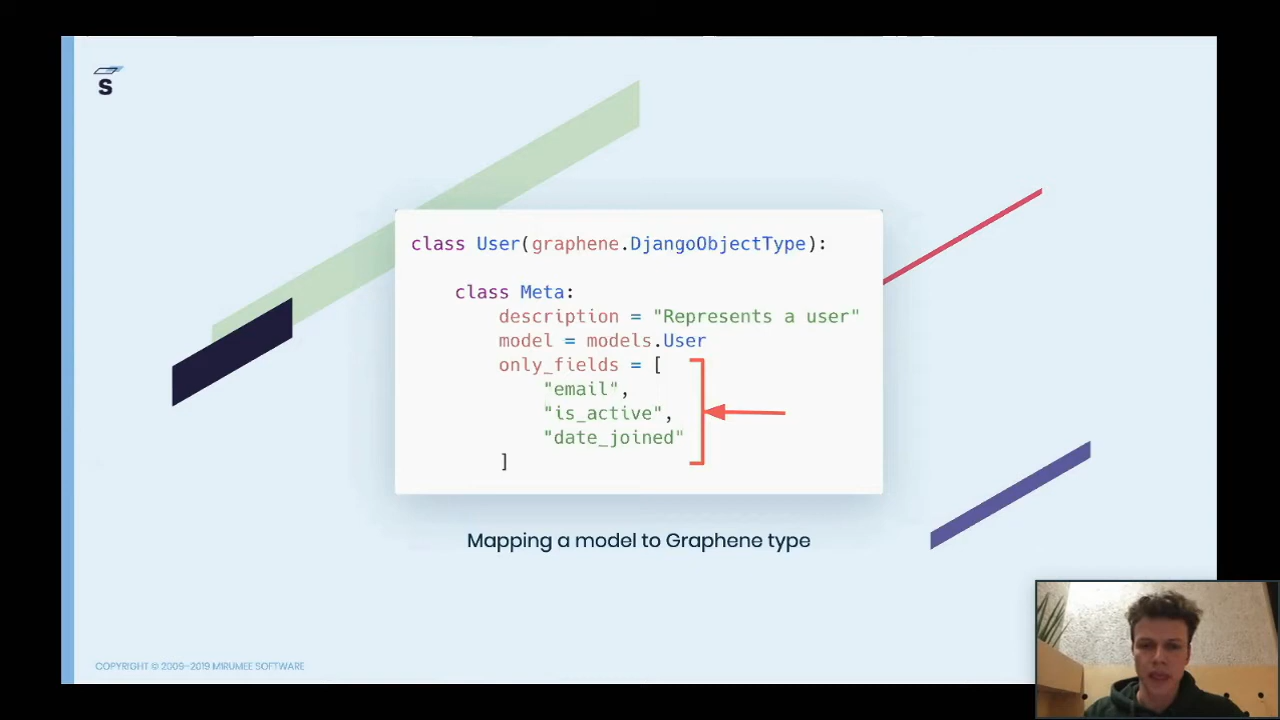 S
class User(graphene.DjangoObjectType):
class Meta:
description = "Represents a user"
model = models.User
only_fields = [
"email",
"is_active",
"date_joined"
]
Mapping a model to Graphene type
COPYRIGHT © 2009–2019 MIRUMEE SOFTWARE